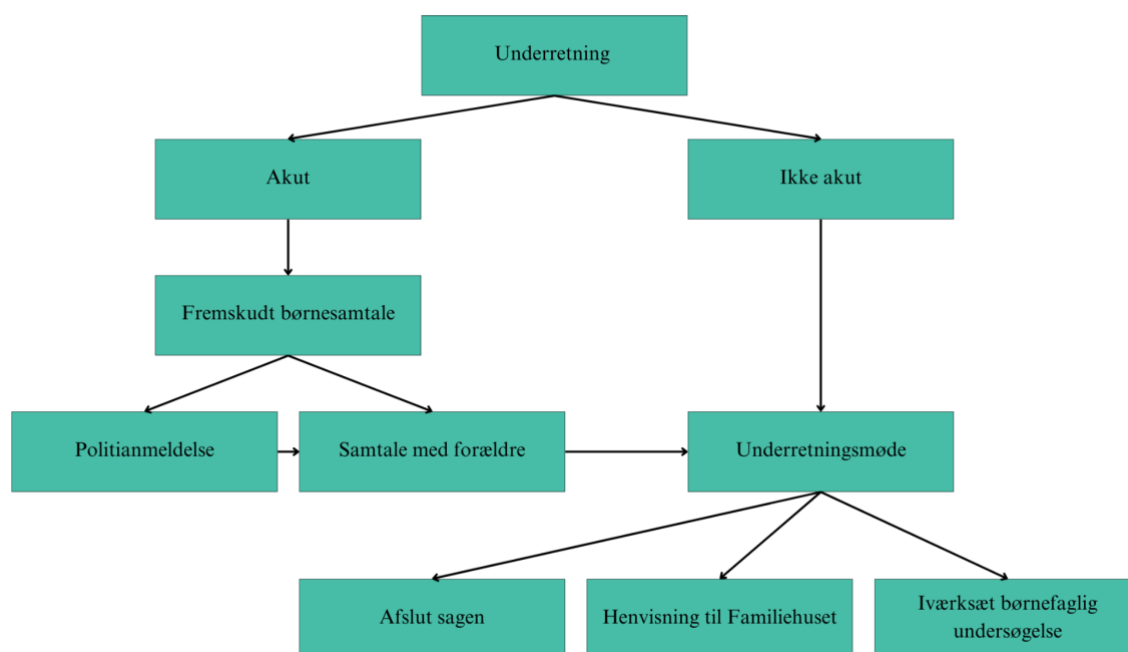 Underretning
Akut
Ikke akut
Fremskudt børnesamtale
Politianmeldelse
Samtale med forældre
Underretningsmøde
Afslut sagen
Henvisning til Familiehuset
Iværksæt børnefaglig
undersøgelse